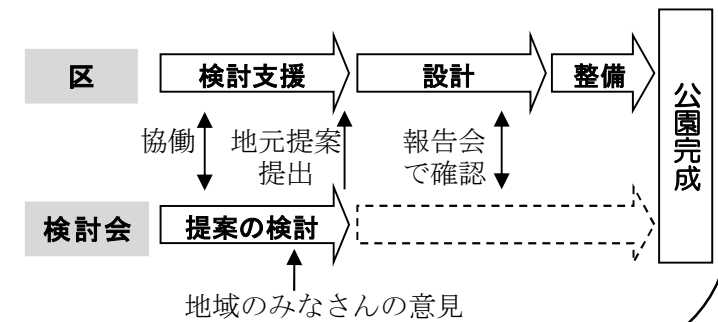 区
検討支援
設計
整備
公園完成
協働
地元提案
提出
報告会
で確認
検討会
提案の検討
地域のみなさんの意見